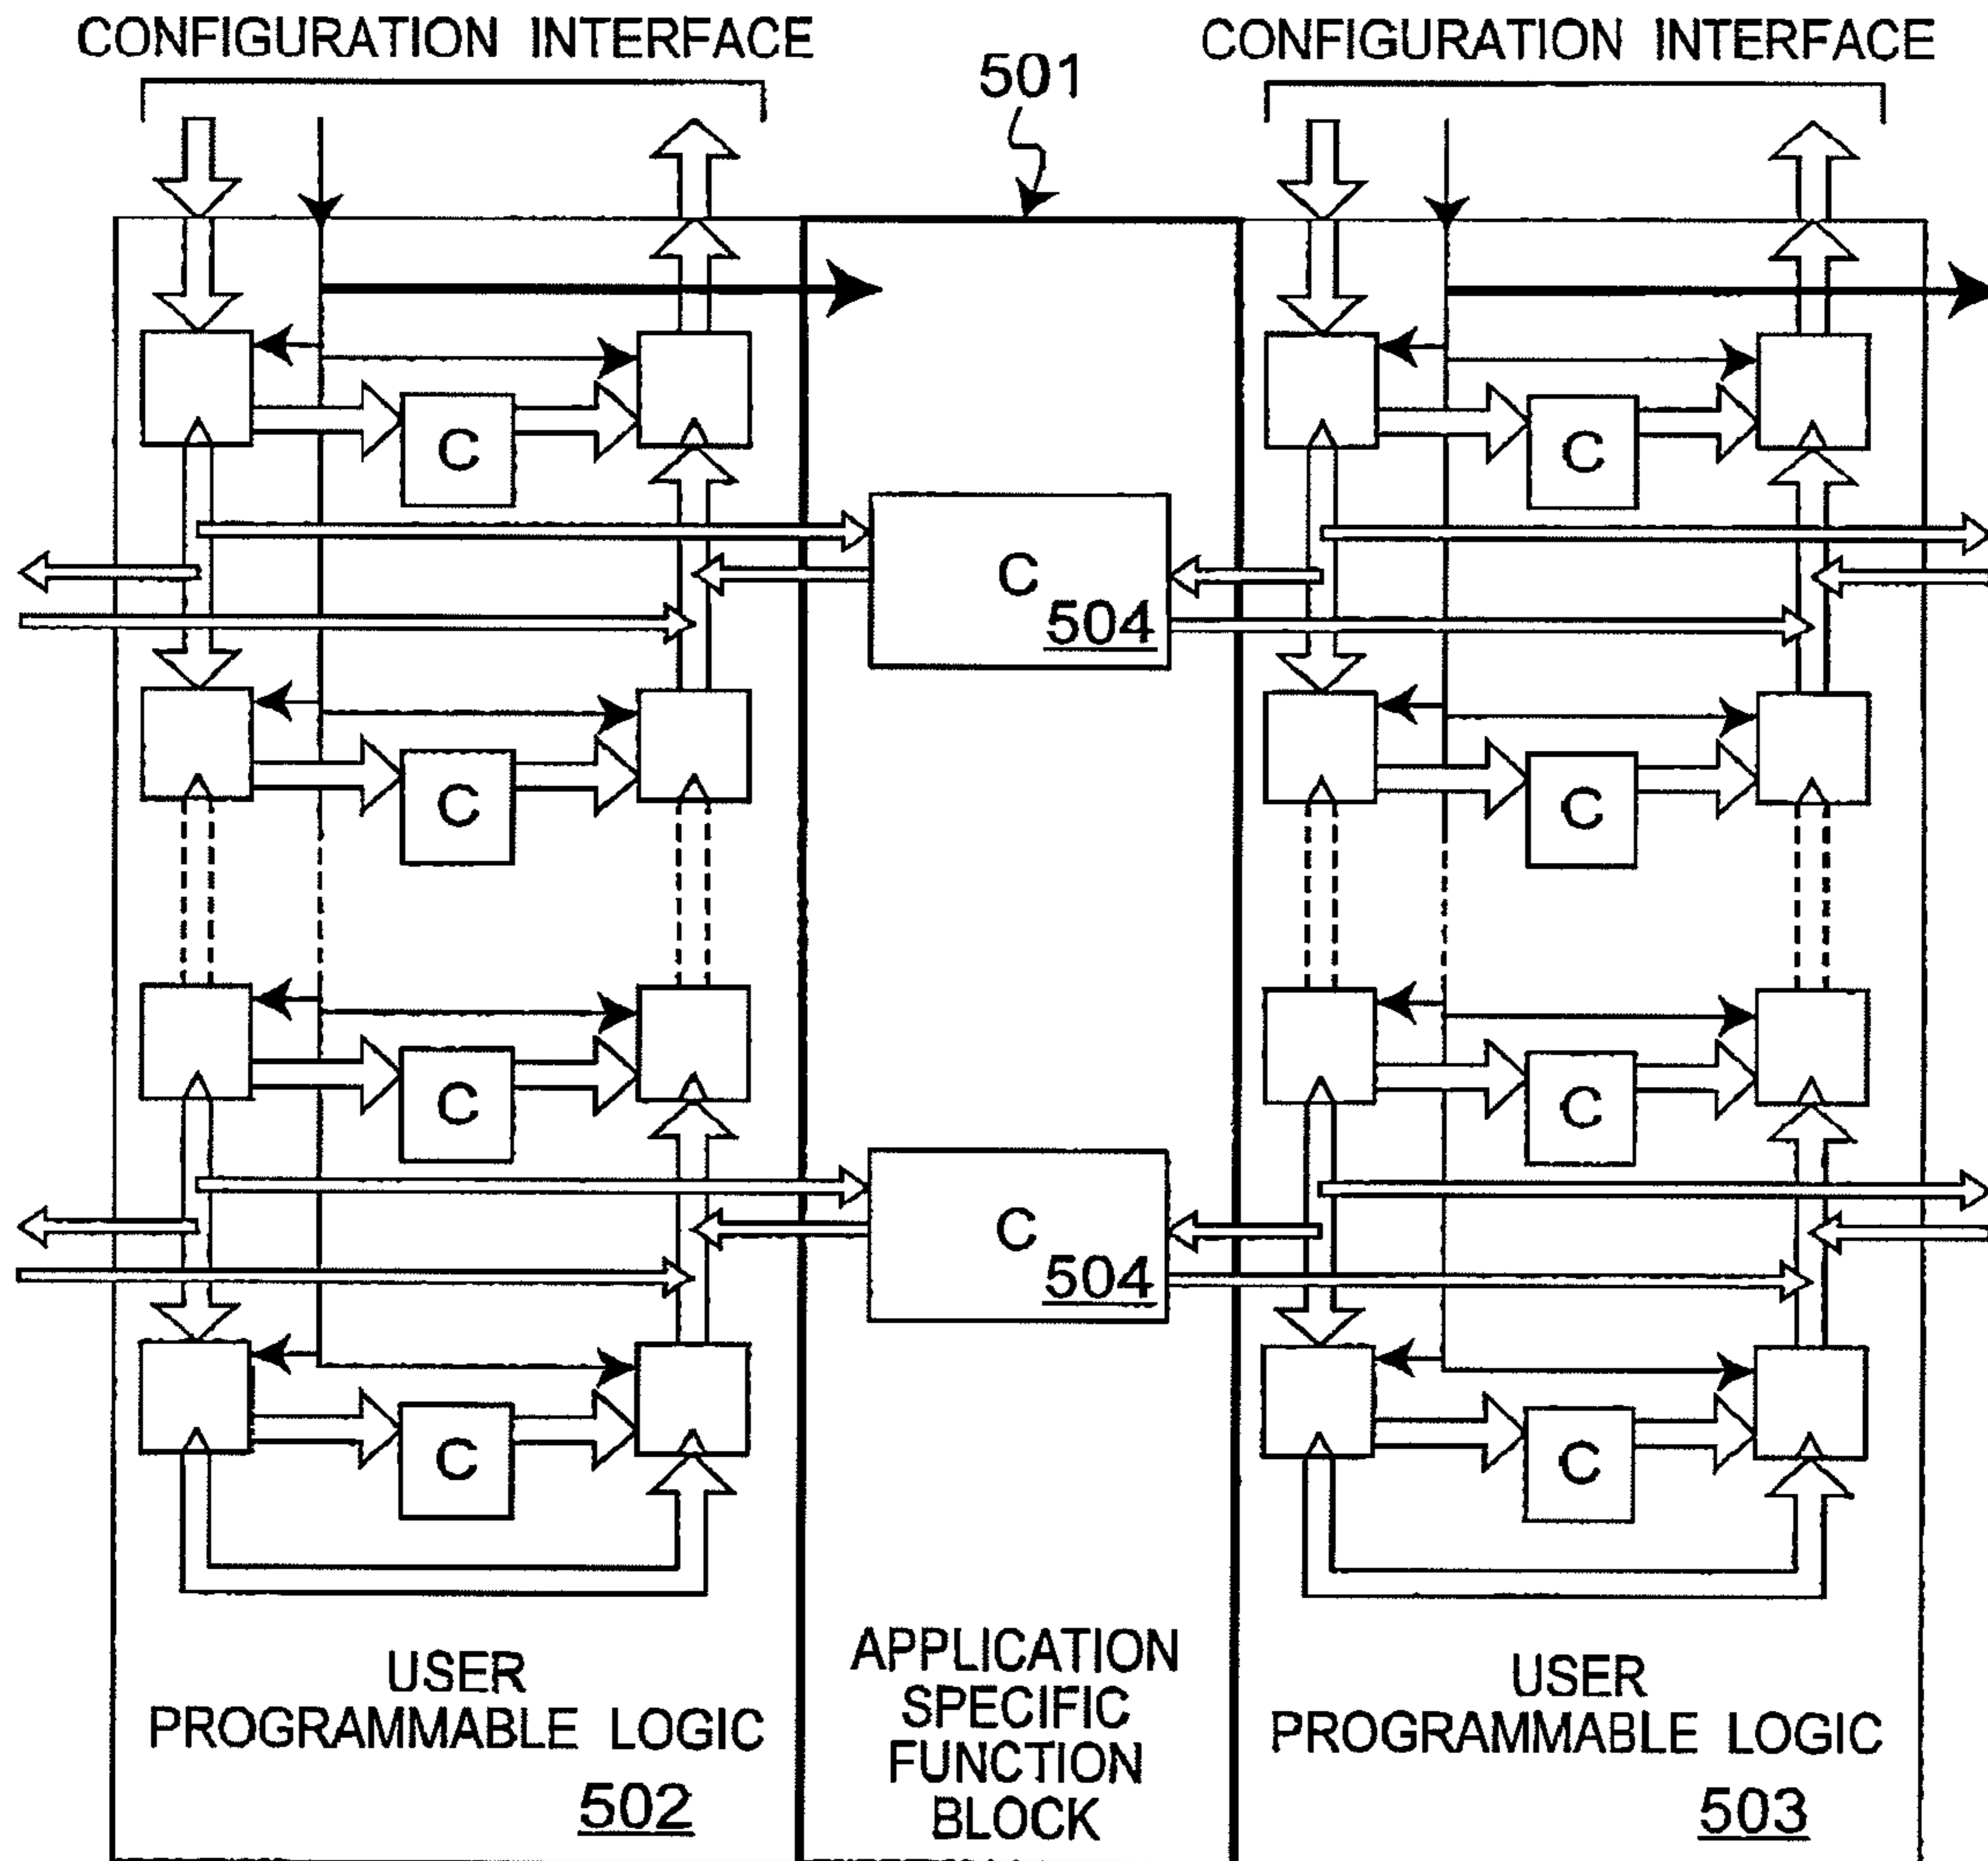 CONFIGURATION INTERFACE
CONFIGURATION INTERFACE
501
C
C
C
504
C
C
C
C
C
504
C
C
USER
PROGRAMMABLE LOGIC
502
APPLICATION
SPECIFIC
FUNCTION
BLOCK
USER
PROGRAMMABLE LOGIC
503